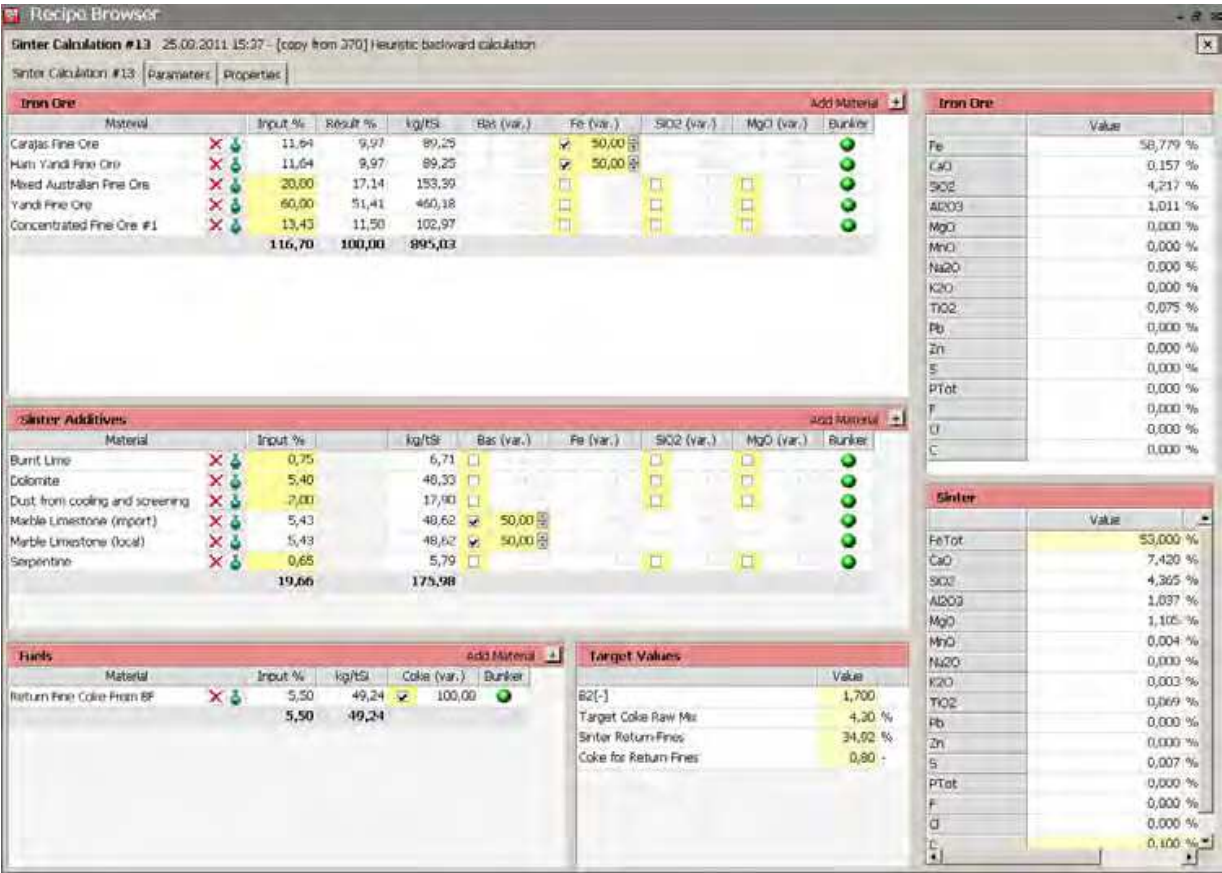 Recipe Browser
Sinter Calculation #13 25.09.2011 15:37 - [copy from 370] Heuristic backward calculation
Sinter Calculation #13 Parameters Properties
Iron Ore Add Material +
Material Input % Result % kg/tSi Bas (var.) Fe (var.) SiO2 (var.) MgO (var.) Bunker
Carajas Fine Ore 11,64 9,97 89,25 50,00
Ham Yandi Fine Ore 11,64 9,97 89,25 50,00
Mixed Australian Fine Ore 20,00 17,14 153,39
Yandi Fine Ore 60,00 51,41 460,18
Concentrated Fine Ore #1 13,43 11,50 102,97
116,70 100,00 895,03
Sinter Additives Add Material +
Material Input % kg/tSi Bas (var.) Fe (var.) SiO2 (var.) MgO (var.) Bunker
Burnt Lime 0,75 6,71
Dolomite 5,40 48,33
Dust from cooling and screening 2,00 17,90
Marble Limestone (import) 5,43 48,62 50,00
Marble Limestone (local) 5,43 48,62 50,00
Serpentine 0,65 5,79
19,66 175,98
Fuels Add Material +
Material Input % kg/tSi Coke (var.) Bunker
Return Fine Coke From BF 5,50 49,24 100,00
5,50 49,24
Target Values
Value
B2[-] 1,700
Target Coke Raw Mix 4,30 %
Sinter Return Fines 34,02 %
Coke for Return Fines 0,80 -
Iron Ore
Value
Fe 58,779 %
CaO 0,157 %
SiO2 4,217 %
Al2O3 1,011 %
MgO 0,000 %
MnO 0,000 %
Na2O 0,000 %
K2O 0,000 %
TiO2 0,075 %
Pb 0,000 %
Zn 0,000 %
S 0,000 %
PTot 0,000 %
F 0,000 %
Cl 0,000 %
C 0,000 %
Sinter
Value
FeTot 53,000 %
CaO 7,420 %
SiO2 4,365 %
Al2O3 1,037 %
MgO 1,105 %
MnO 0,004 %
Na2O 0,000 %
K2O 0,003 %
TiO2 0,069 %
Pb 0,000 %
Zn 0,000 %
S 0,007 %
PTot 0,000 %
F 0,000 %
Cl 0,000 %
C 0,100 %